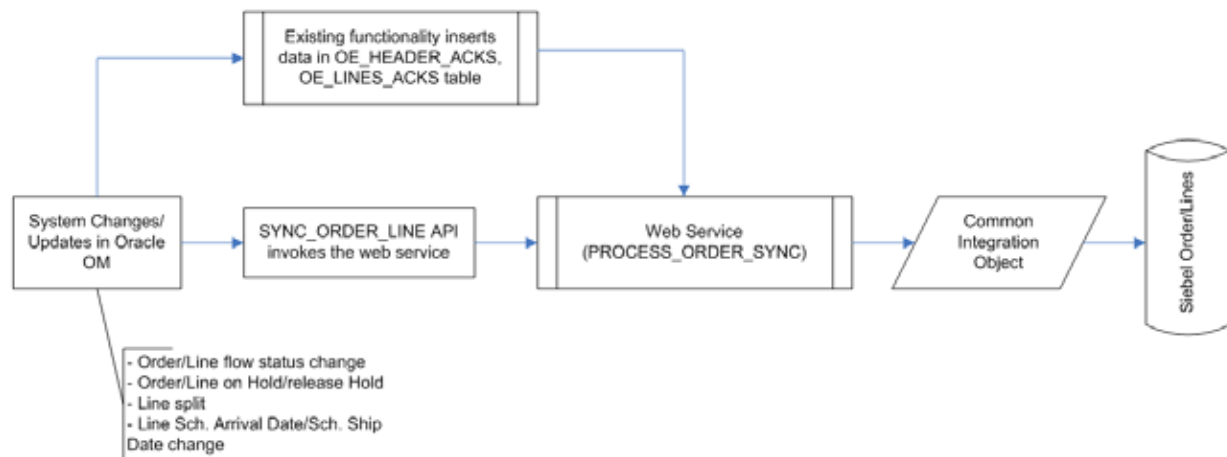 Existing functionality inserts
data in OE_HEADER_ACKS,
OE_LINES_ACKS table
System Changes/
Updates in Oracle
OM
SYNC_ORDER_LINE API
invokes the web service
Web Service
(PROCESS_ORDER_SYNC)
Common
Integration
Object
Siebel Order/Lines
- Order/Line flow status change
- Order/Line on Hold/release Hold
- Line split
- Line Sch. Arrival Date/Sch. Ship
Date change